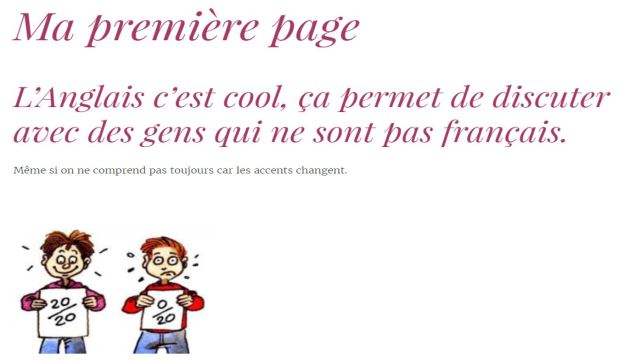 Ma première page
L'Anglais c'est cool, ça permet de discuter
avec des gens qui ne sont pas français.
Même si on ne comprend pas toujours car les accents changent.
20/20 0/20